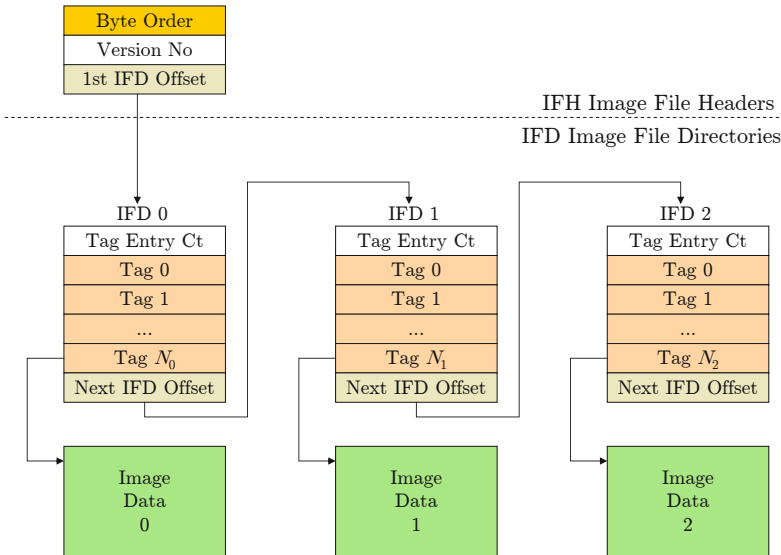 Byte Order
Version No
1st IFD Offset
IFH Image File Headers
IFD Image File Directories
IFD 0
Tag Entry Ct
Tag 0
Tag 1
...
Tag N₀
Next IFD Offset
Image
Data
0
IFD 1
Tag Entry Ct
Tag 0
Tag 1
...
Tag N₁
Next IFD Offset
Image
Data
1
IFD 2
Tag Entry Ct
Tag 0
Tag 1
...
Tag N₂
Next IFD Offset
Image
Data
2